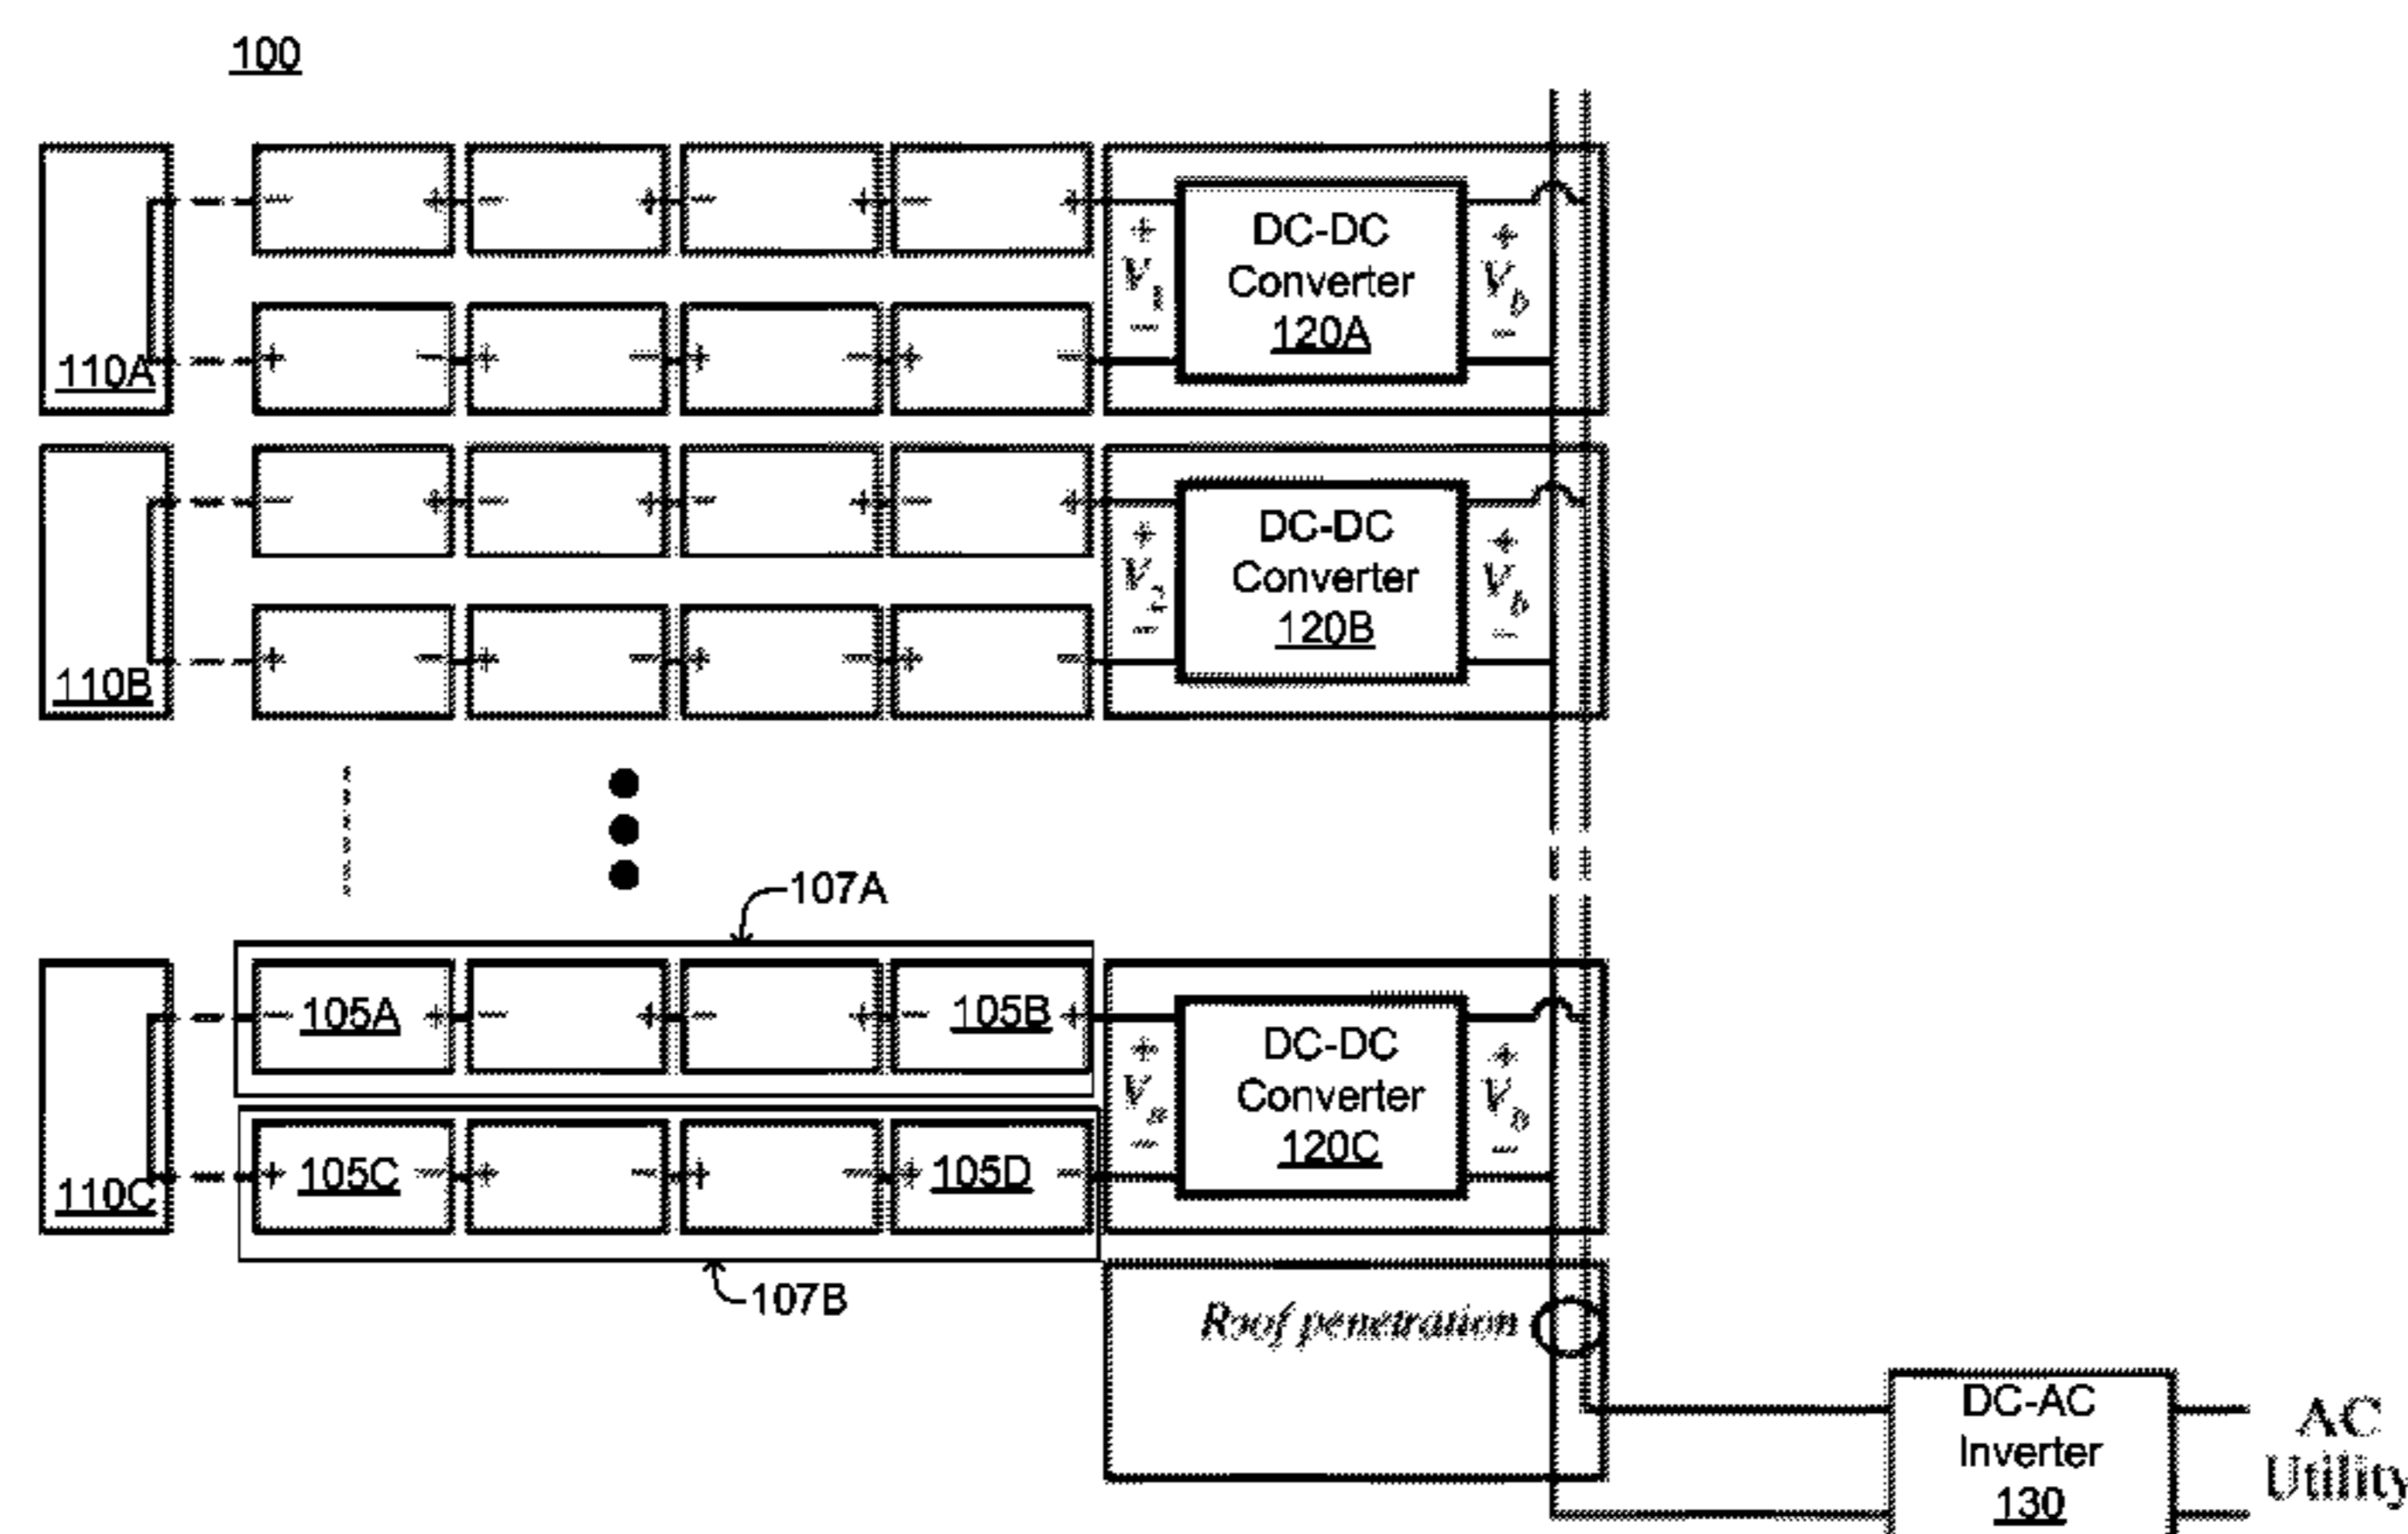 100
110A
- + - + - + - +
+ - + - + - + -
+
V
-
DC-DC
Converter
120A
+
V b
-
110B
- + - + - + - +
+ - + - + - + -
+
V
-
DC-DC
Converter
120B
+
V b
-
107A
110C
- 105A + - + - + - 105B +
+ 105C - + - + - + 105D -
+
V
-
DC-DC
Converter
120C
+
V b
-
107B
Roof penetration
DC-AC
Inverter
130
AC
Utility